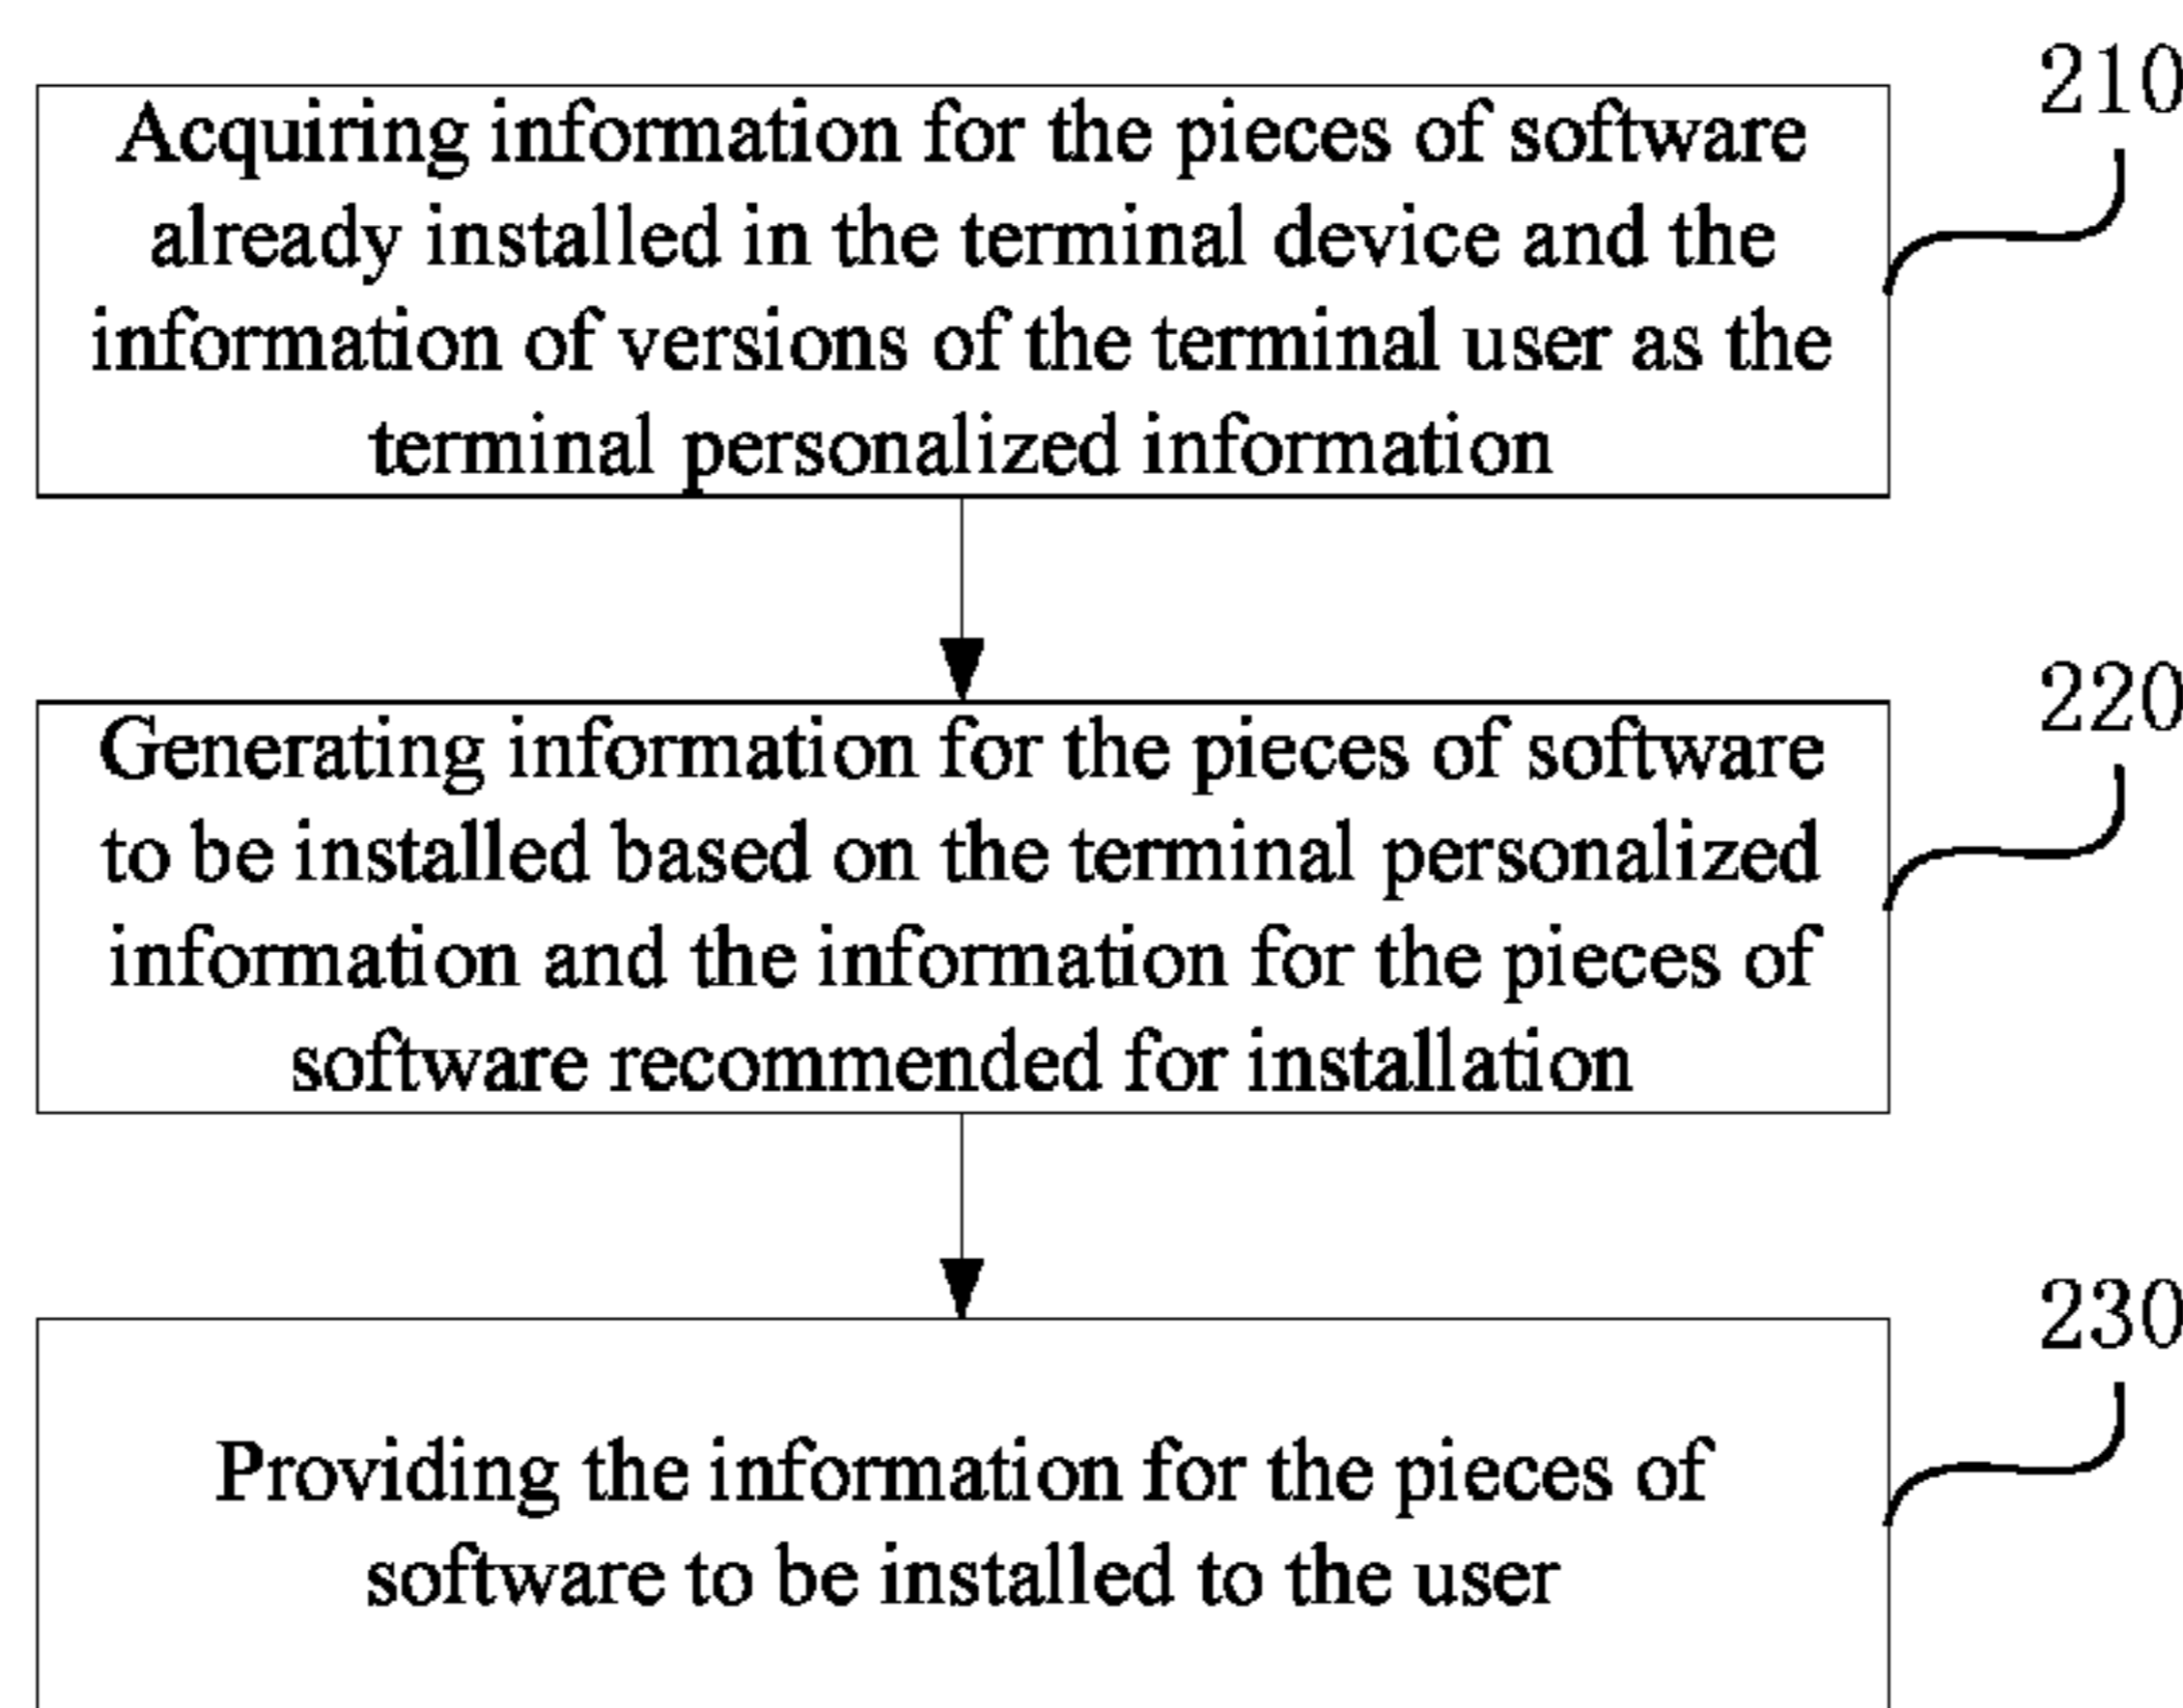 210
Acquiring information for the pieces of software
already installed in the terminal device and the
information of versions of the terminal user as the
terminal personalized information
220
Generating information for the pieces of software
to be installed based on the terminal personalized
information and the information for the pieces of
software recommended for installation
230
Providing the information for the pieces of
software to be installed to the user